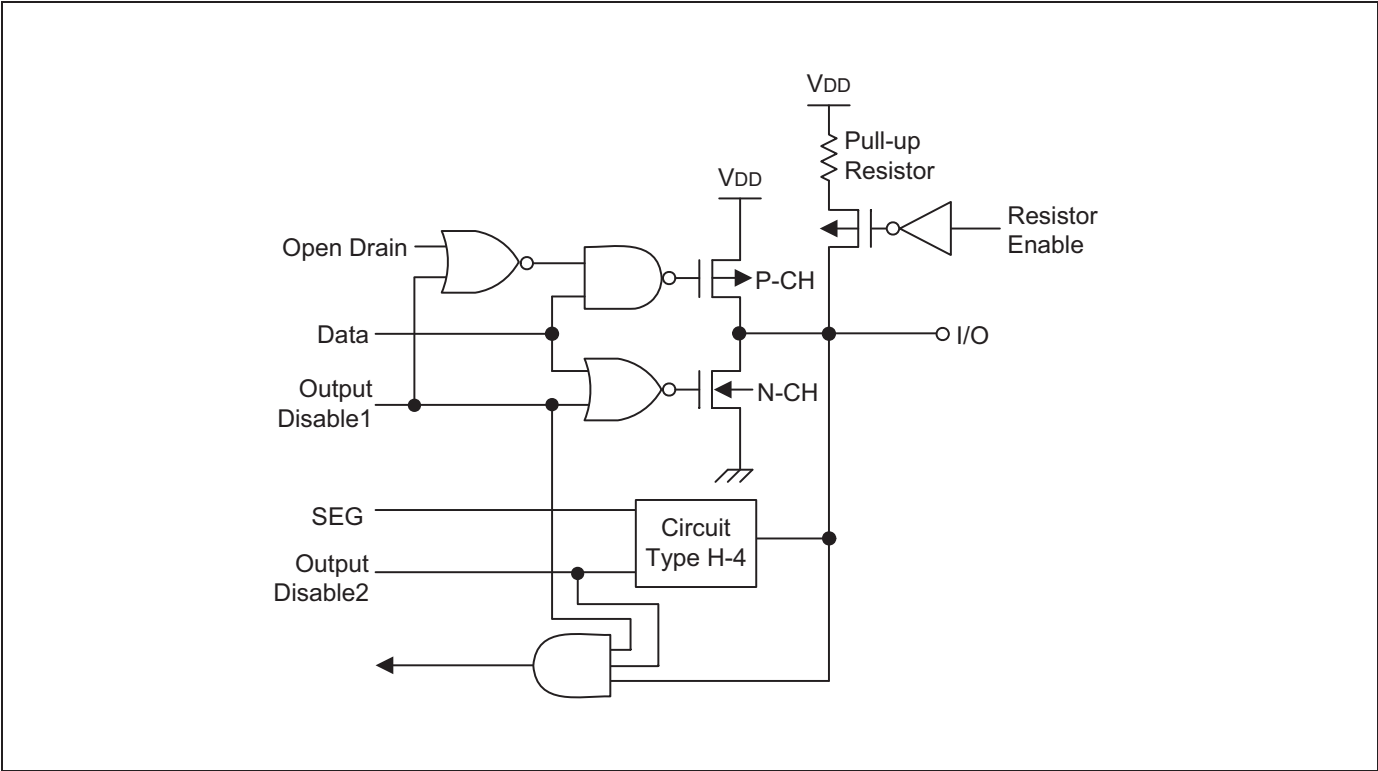 VDD
Pull-up
Resistor
VDD
Resistor
Enable
Open Drain
P-CH
Data
I/O
Output
Disable1
N-CH
SEG
Circuit
Type H-4
Output
Disable2